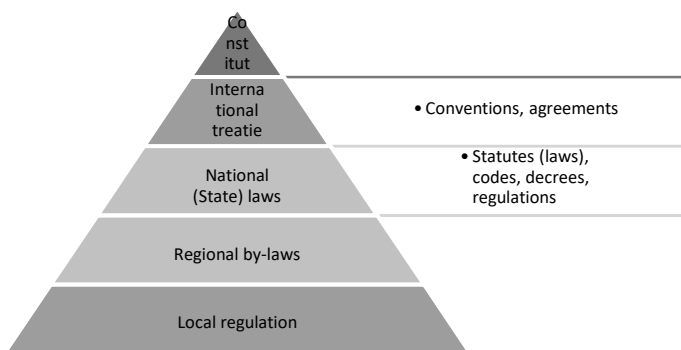 Co
nst
itut
Interna
tional
treatie
• Conventions, agreements
National
(State) laws
• Statutes (laws),
codes, decrees,
regulations
Regional by-laws
Local regulation